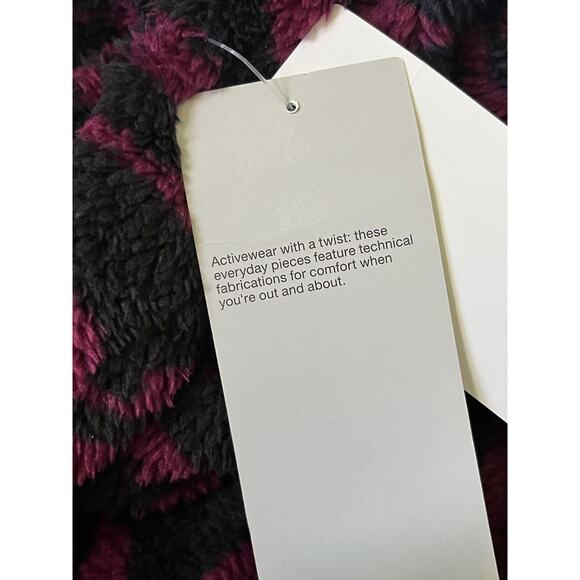 Activewear with a twist: these
everyday pieces feature technical
fabrications for comfort when
you're out and about.